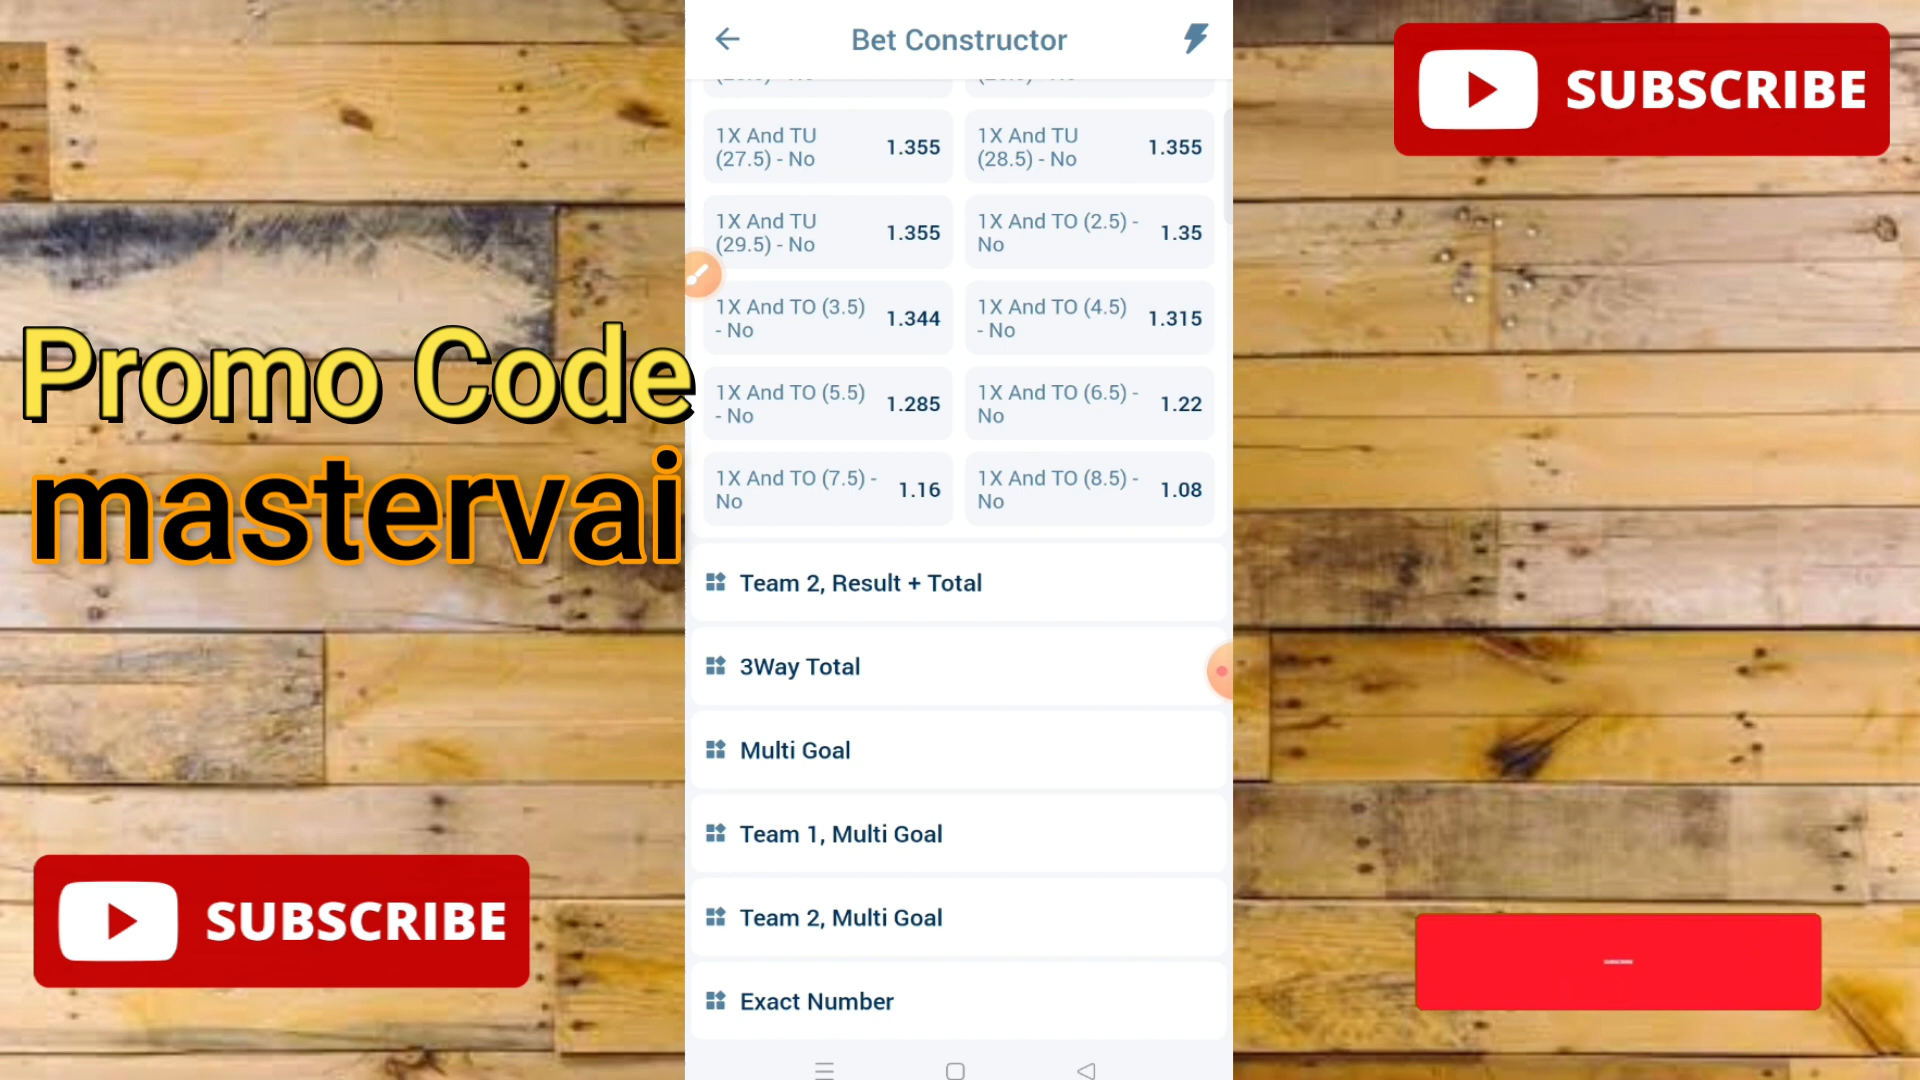 Bet Constructor
SUBSCRIBE
1X And TU
(27.5) - No
1.355
1X And TU
(28.5) - No
1.355
1X And TU
(29.5) - No
1.355
1X And TO (2.5) -
No
1.35
1X And TO (3.5)
- No
1.344
1X And TO (4.5)
- No
1.315
Promo Code
mastervai
1X And TO (5.5)
- No
1.285
1X And TO (6.5) -
No
1.22
1X And TO (7.5) -
No
1.16
1X And TO (8.5) -
No
1.08
Team 2, Result + Total
3Way Total
Multi Goal
Team 1, Multi Goal
Team 2, Multi Goal
Exact Number
SUBSCRIBE